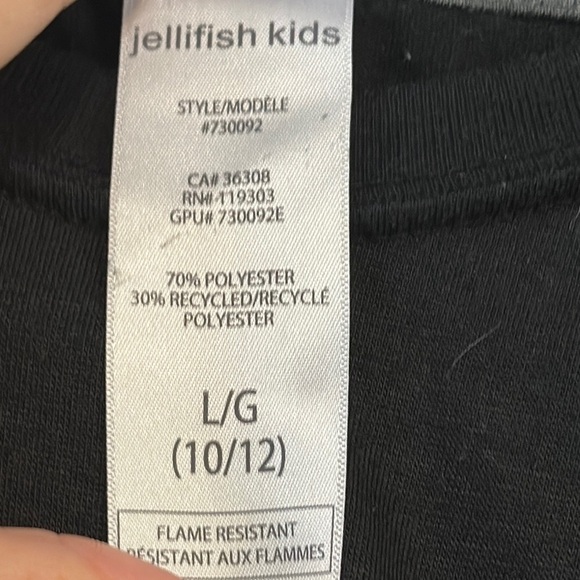 jellifish kids
STYLE/MODÈLE
#730092
CA# 36308
RN# 119303
GPU# 730092E
70% POLYESTER
30% RECYCLED/RECYCLÉ
POLYESTER
L/G
(10/12)
FLAME RESISTANT
RÉSISTANT AUX FLAMMES